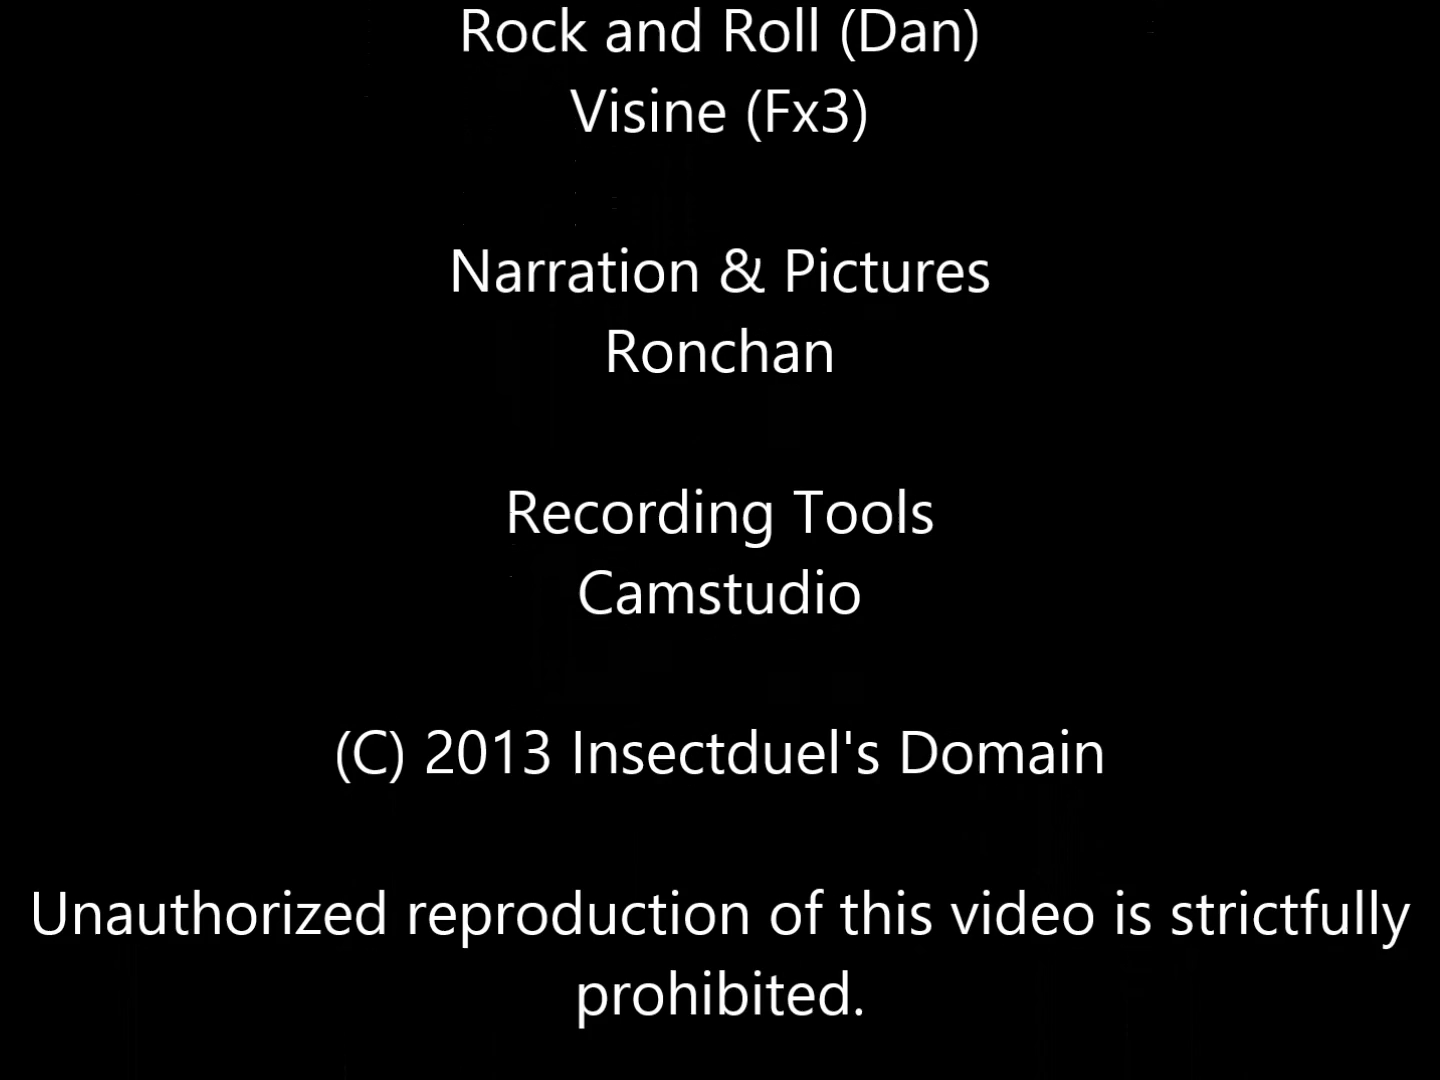 Rock and Roll (Dan)
Visine (Fx3)
Narration & Pictures
Ronchan
Recording Tools
Camstudio
(C) 2013 Insectduel's Domain
Unauthorized reproduction of this video is strictfully
prohibited.